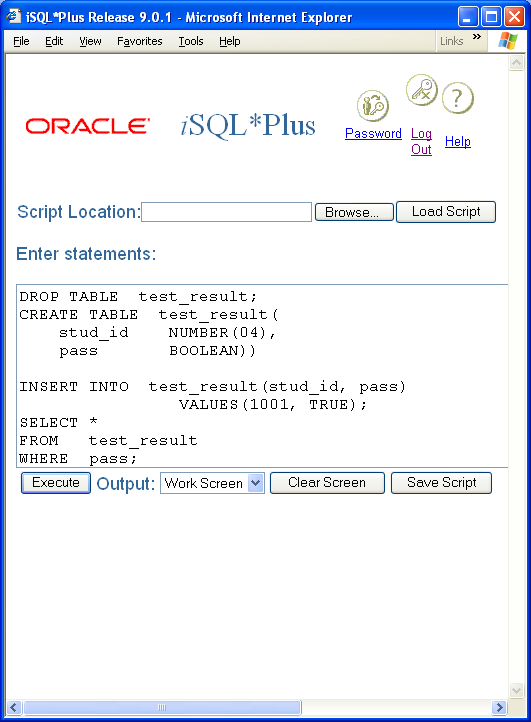 iSQL*Plus Release 9.0.1 - Microsoft Internet Explorer
File Edit View Favorites Tools Help Links »
ORACLE® iSQL*Plus
Password Log Out Help
Script Location: Browse... Load Script
Enter statements:
DROP TABLE  test_result;
CREATE TABLE  test_result(
    stud_id    NUMBER(04),
    pass       BOOLEAN))
INSERT INTO  test_result(stud_id, pass)
                VALUES(1001, TRUE);
SELECT *
FROM   test_result
WHERE  pass;
Execute Output: Work Screen Clear Screen Save Script